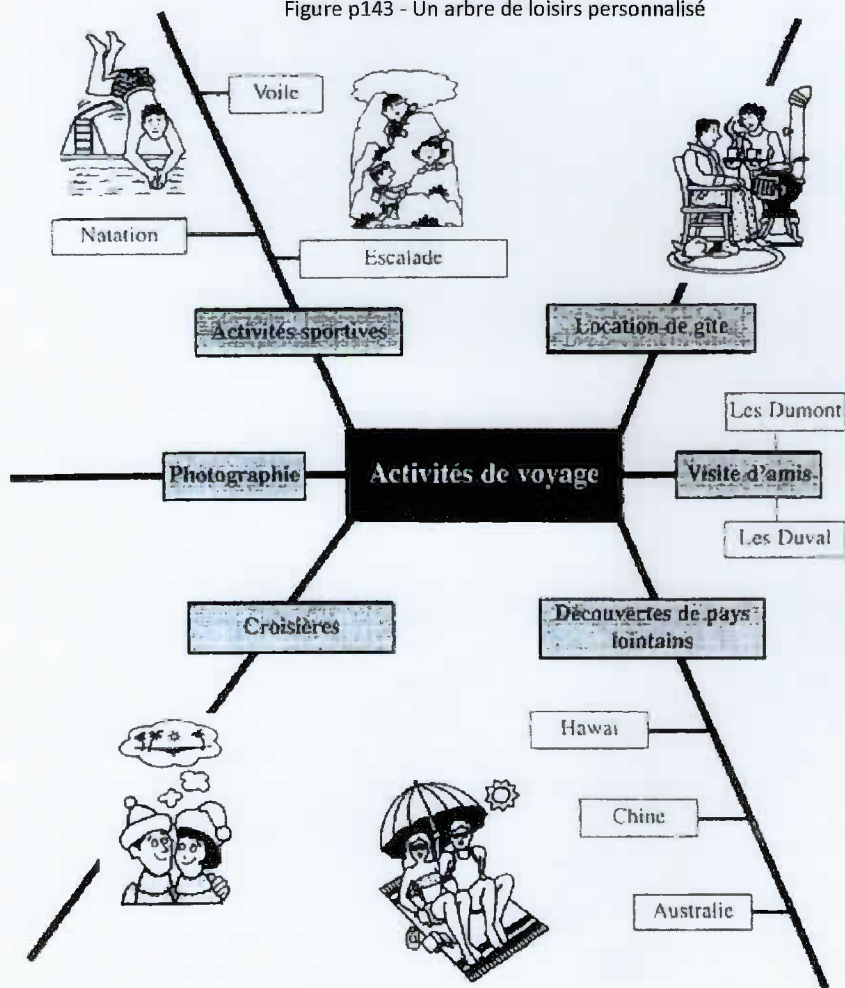 Figure p143 - Un arbre de loisirs personnalisé
Voile
Natation
Escalade
Activités sportives
Location de gîte
Les Dumont
Photographie
Activités de voyage
Visite d'amis
Les Duval
Croisières
Découvertes de pays
lointains
Hawaï
Chine
Australie